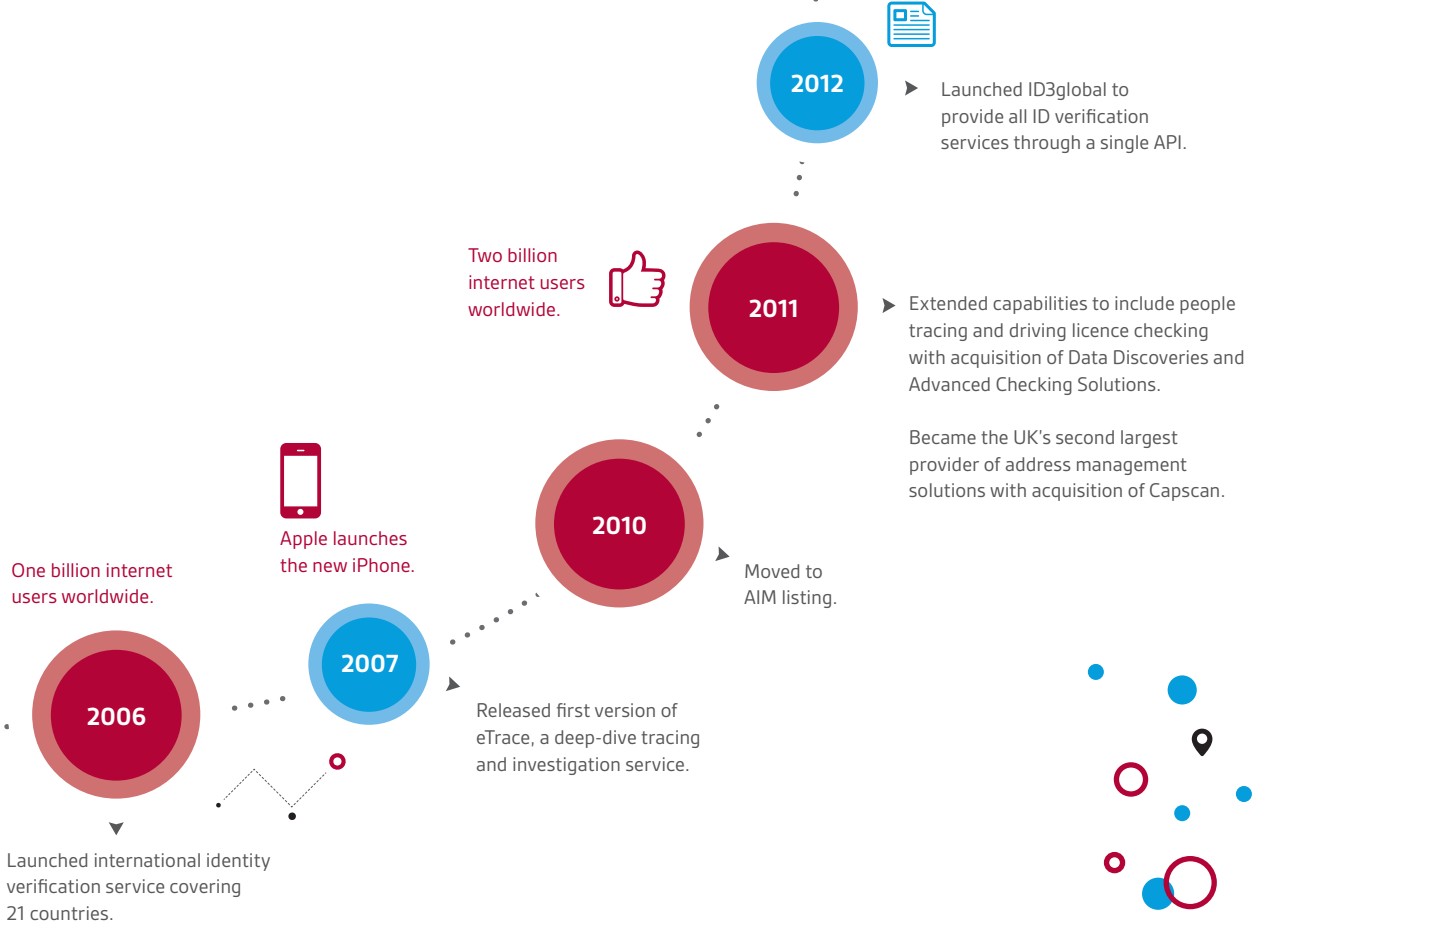 2012
Launched ID3global to
provide all ID verification
services through a single API.
Two billion
internet users
worldwide.
2011
Extended capabilities to include people
tracing and driving licence checking
with acquisition of Data Discoveries and
Advanced Checking Solutions.
Became the UK's second largest
provider of address management
solutions with acquisition of Capscan.
2010
Moved to
AIM listing.
Apple launches
the new iPhone.
2007
Released first version of
eTrace, a deep-dive tracing
and investigation service.
One billion internet
users worldwide.
2006
Launched international identity
verification service covering
21 countries.